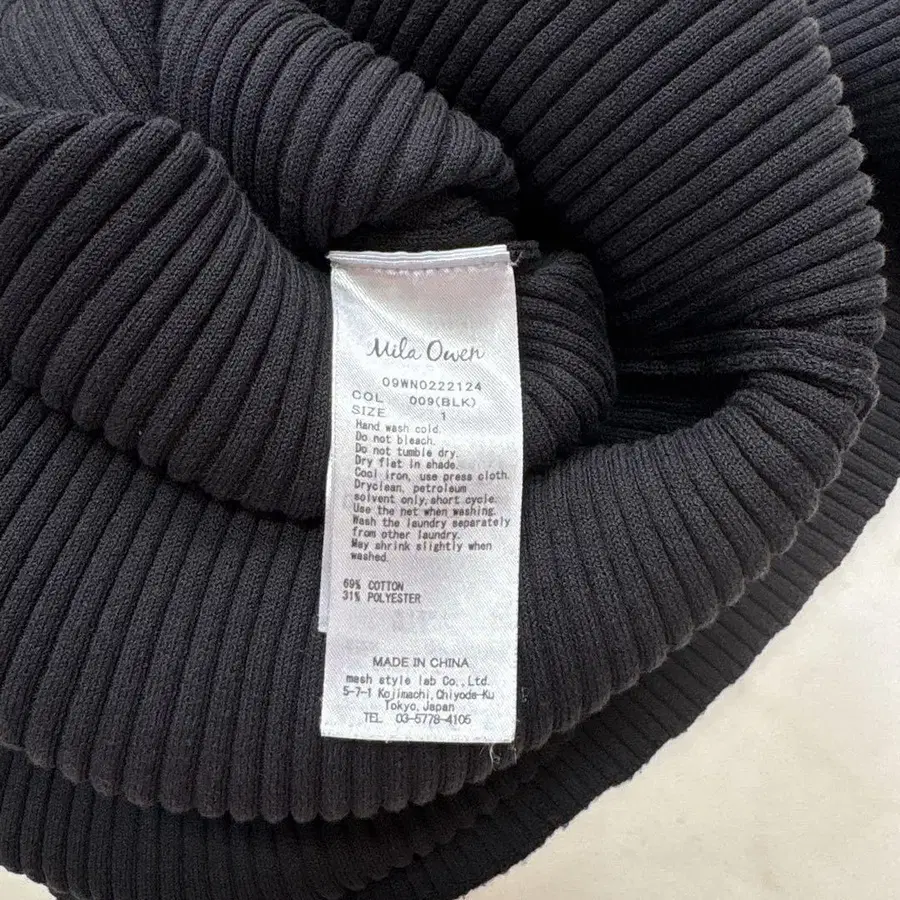 Mila Owen
09WN0222124
COL 009(BLK)
SIZE 1
Hand wash cold.
Do not bleach.
Do not tumble dry.
Dry flat in shade.
Cool iron, use press cloth.
Dryclean, petroleum
solvent only, short cycle.
Use the net when washing.
Wash the laundry separately
from other laundry.
May shrink slightly when
washed.
69% COTTON
31% POLYESTER
MADE IN CHINA
mash style lab Co., Ltd.
5-7-1 Kojimachi, Chiyoda-Ku
Tokyo, Japan
TEL 03-5778-4105